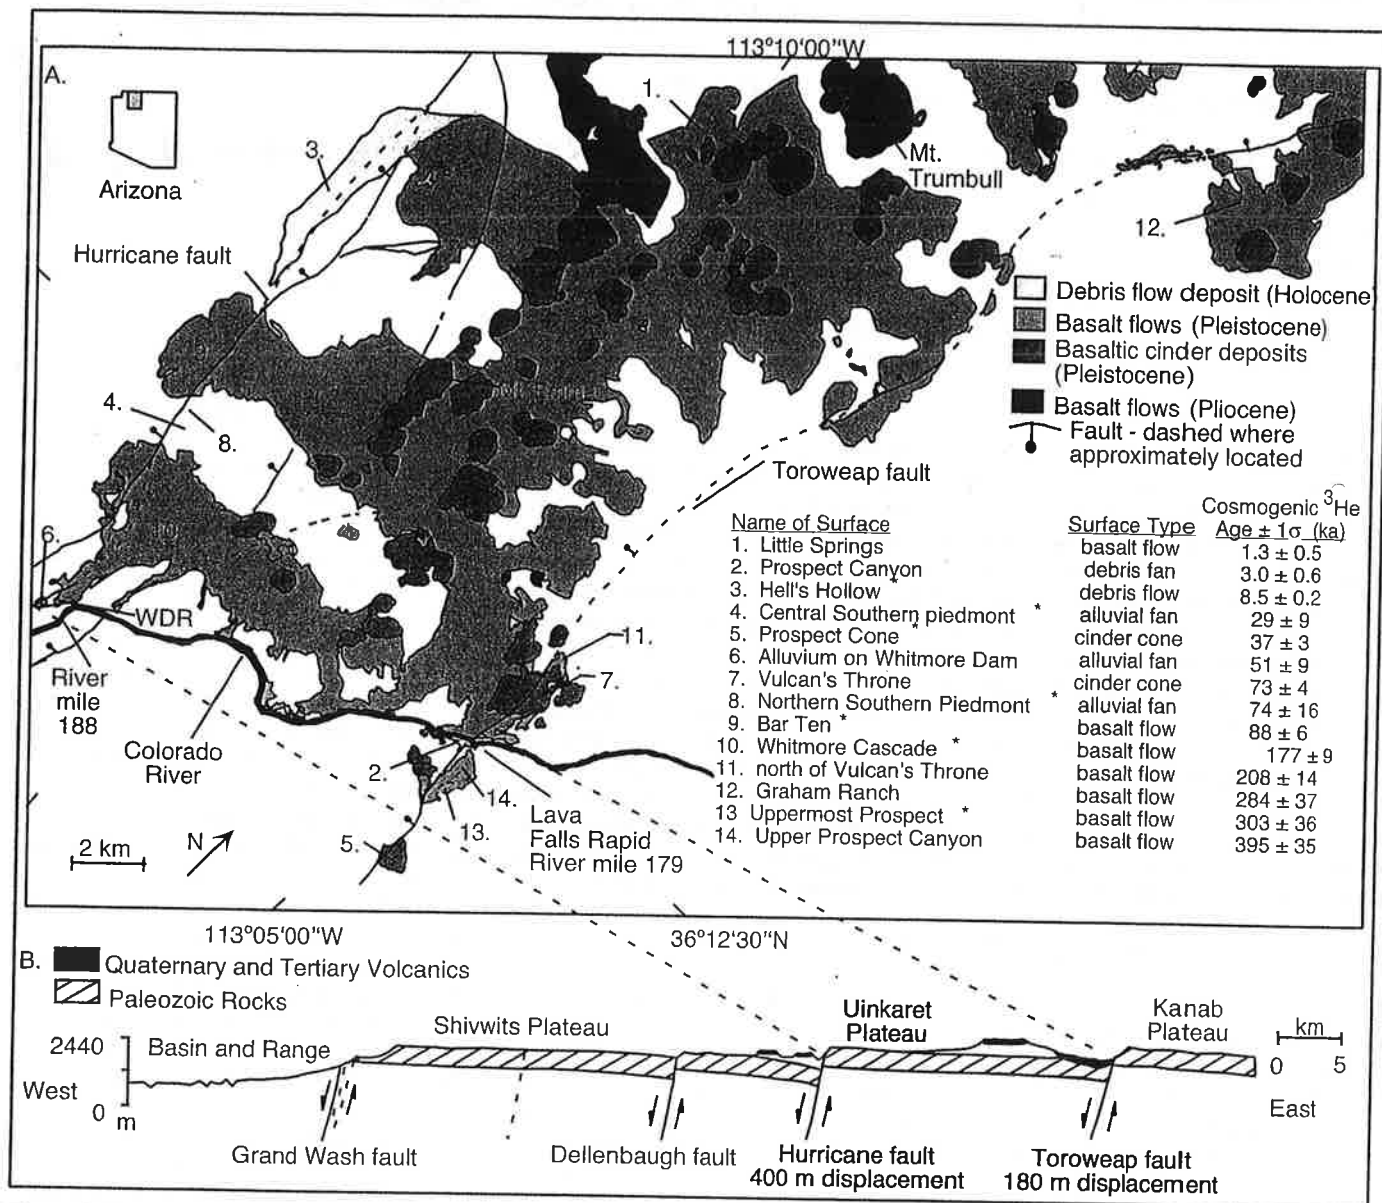 113°10'00"W
A.
1.
3.
Mt.
Trumbull
Arizona
12.
Hurricane fault
Debris flow deposit (Holocene
Basalt flows (Pleistocene)
Basaltic cinder deposits
(Pleistocene)
Basalt flows (Pliocene)
Fault - dashed where
approximately located
4.
8.
9
10
Toroweap fault
Cosmogenic ³He
Name of Surface Surface Type Age ± 1σ (ka)
1. Little Springs basalt flow 1.3 ± 0.5
2. Prospect Canyon debris fan 3.0 ± 0.6
3. Hell's Hollow* debris flow 8.5 ± 0.2
4. Central Southern piedmont * alluvial fan 29 ± 9
5. Prospect Cone* cinder cone 37 ± 3
6. Alluvium on Whitmore Dam alluvial fan 51 ± 9
7. Vulcan's Throne cinder cone 73 ± 4
8. Northern Southern Piedmont * alluvial fan 74 ± 16
9. Bar Ten * basalt flow 88 ± 6
10. Whitmore Cascade * basalt flow 177 ± 9
11. north of Vulcan's Throne basalt flow 208 ± 14
12. Graham Ranch basalt flow 284 ± 37
13 Uppermost Prospect * basalt flow 303 ± 36
14. Upper Prospect Canyon basalt flow 395 ± 35
6.
WDR
11.
7.
River
mile
188
Colorado
River
2.
14.
13.
5.
Lava
Falls Rapid
River mile 179
2 km
N
113°05'00"W
36°12'30"N
B.
Quaternary and Tertiary Volcanics
Paleozoic Rocks
Shivwits Plateau
Uinkaret
Plateau
Kanab
Plateau
km
0 5
2440
Basin and Range
West
0 m
East
Grand Wash fault
Dellenbaugh fault
Hurricane fault
400 m displacement
Toroweap fault
180 m displacement